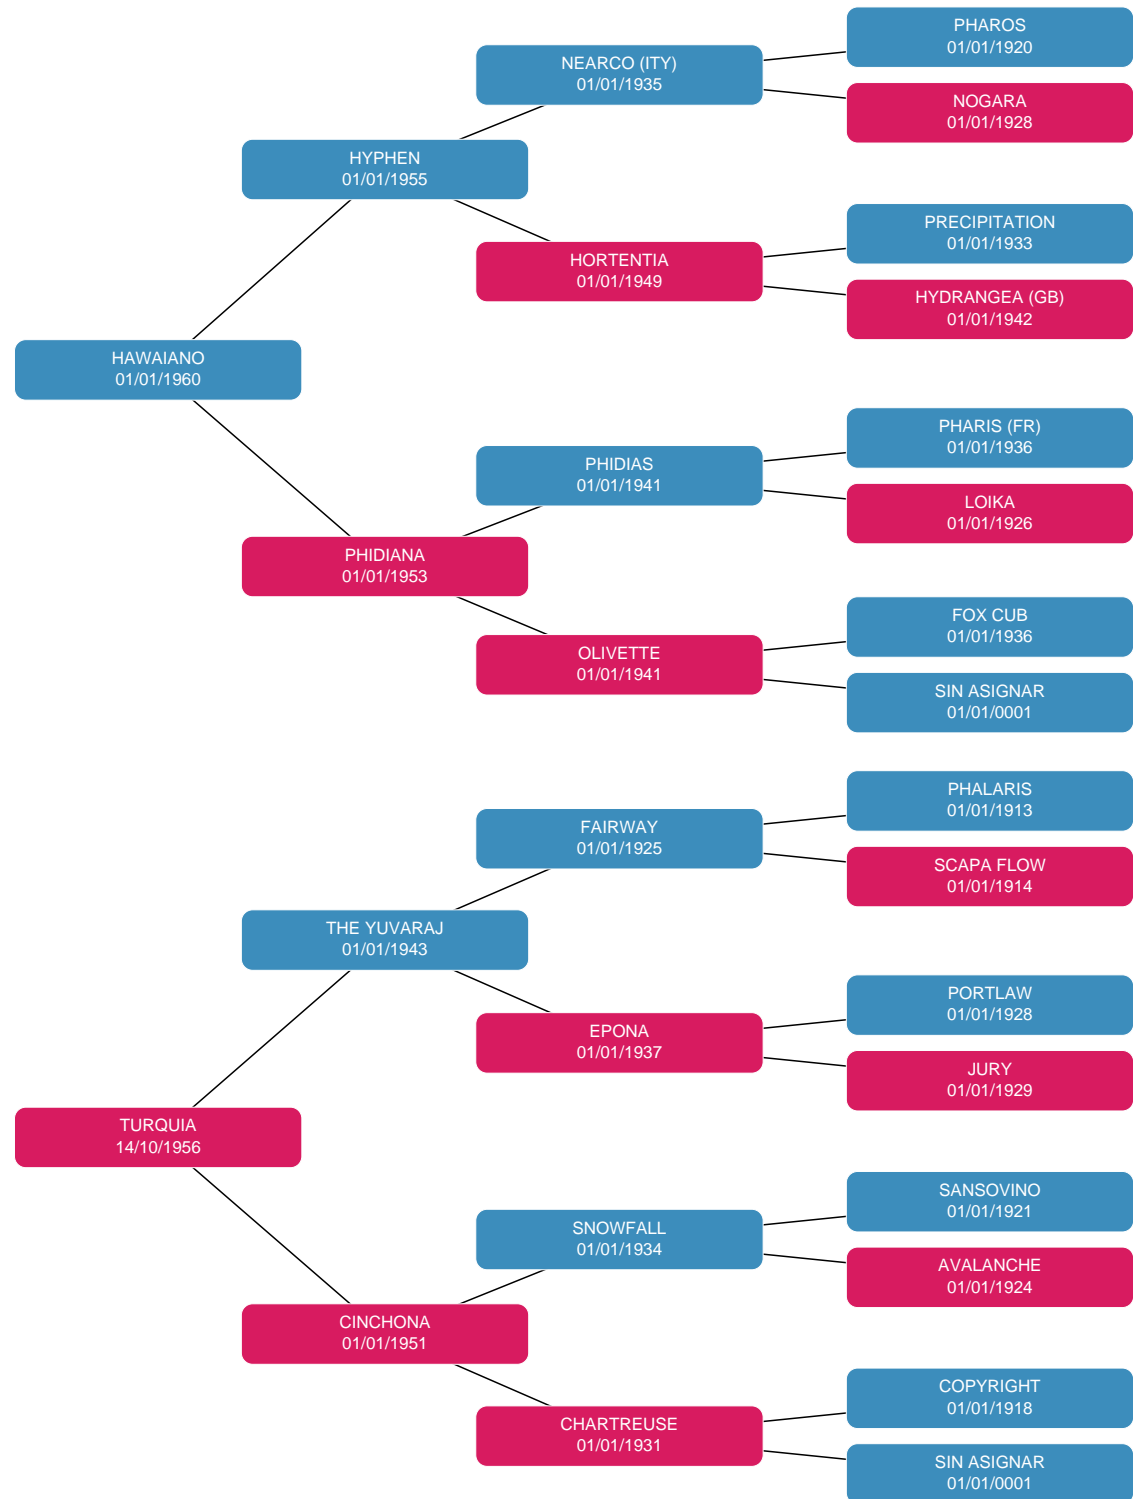 PHAROS
01/01/1920
NEARCO (ITY)
01/01/1935
NOGARA
01/01/1928
HYPHEN
01/01/1955
PRECIPITATION
01/01/1933
HORTENTIA
01/01/1949
HYDRANGEA (GB)
01/01/1942
HAWAIANO
01/01/1960
PHARIS (FR)
01/01/1936
PHIDIAS
01/01/1941
LOIKA
01/01/1926
PHIDIANA
01/01/1953
FOX CUB
01/01/1936
OLIVETTE
01/01/1941
SIN ASIGNAR
01/01/0001
PHALARIS
01/01/1913
FAIRWAY
01/01/1925
SCAPA FLOW
01/01/1914
THE YUVARAJ
01/01/1943
PORTLAW
01/01/1928
EPONA
01/01/1937
JURY
01/01/1929
TURQUIA
14/10/1956
SANSOVINO
01/01/1921
SNOWFALL
01/01/1934
AVALANCHE
01/01/1924
CINCHONA
01/01/1951
COPYRIGHT
01/01/1918
CHARTREUSE
01/01/1931
SIN ASIGNAR
01/01/0001